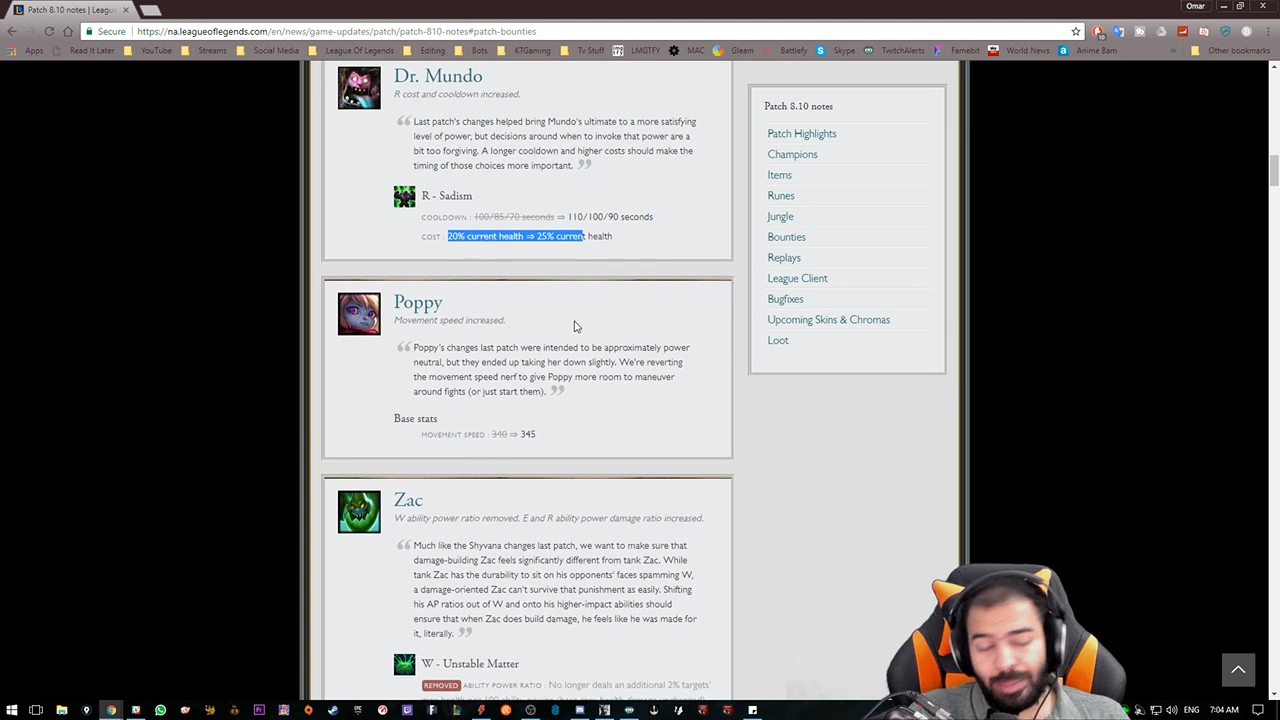 Patch 8.10 notes | Leagu
Omar
Secure
https://na.leagueoflegends.com/en/news/game-updates/patch/patch-810-notes#patch-bounties
Apps Read It Later YouTube Streams Social Media League Of Legends Editing Bots KTGaming Tv Stuff LMGTFY MAC Gleam Battlefy Skype TwitchAlerts Famebit World News Anime Bam » Other bookmarks
Dr. Mundo
R cost and cooldown increased.
Last patch's changes helped bring Mundo's ultimate to a more satisfying
level of power, but decisions around when to invoke that power are a
bit too forgiving. A longer cooldown and higher costs should make the
timing of those choices more important.
R - Sadism
COOLDOWN : 100/85/70 seconds ⇒ 110/100/90 seconds
COST : 20% current health ⇒ 25% current health
Poppy
Movement speed increased.
Poppy's changes last patch were intended to be approximately power
neutral, but they ended up taking her down slightly. We're reverting
the movement speed nerf to give Poppy more room to maneuver
around fights (or just start them).
Base stats
MOVEMENT SPEED : 340 ⇒ 345
Zac
W ability power ratio removed. E and R ability power damage ratio increased.
Much like the Shyvana changes last patch, we want to make sure that
damage-building Zac feels significantly different from tank Zac. While
tank Zac has the durability to sit on his opponents' faces spamming W,
a damage-oriented Zac can't survive that punishment as easily. Shifting
his AP ratios out of W and onto his higher-impact abilities should
ensure that when Zac does build damage, he feels like he was made for
it, literally.
W - Unstable Matter
REMOVED ABILITY POWER RATIO : No longer deals an additional 2% targets'
Patch 8.10 notes
Patch Highlights
Champions
Items
Runes
Jungle
Bounties
Replays
League Client
Bugfixes
Upcoming Skins & Chromas
Loot
7:04 AM